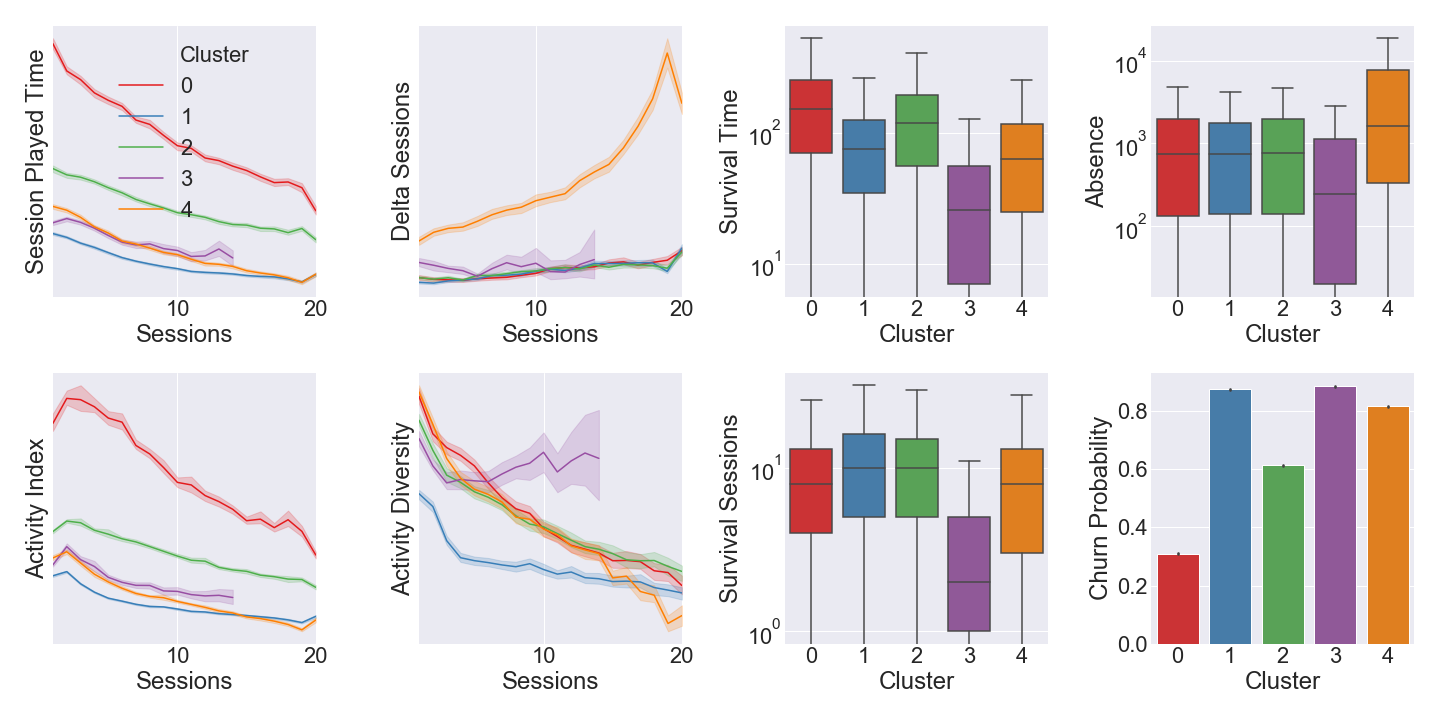 Session Played Time
Cluster
0
1
2
3
4
10 20
Sessions
Delta Sessions
10 20
Sessions
Survival Time
10^2
10^1
0 1 2 3 4
Cluster
Absence
10^4
10^3
10^2
0 1 2 3 4
Cluster
Activity Index
10 20
Sessions
Activity Diversity
10 20
Sessions
Survival Sessions
10^1
10^0
0 1 2 3 4
Cluster
Churn Probability
0.8
0.6
0.4
0.2
0.0
0 1 2 3 4
Cluster